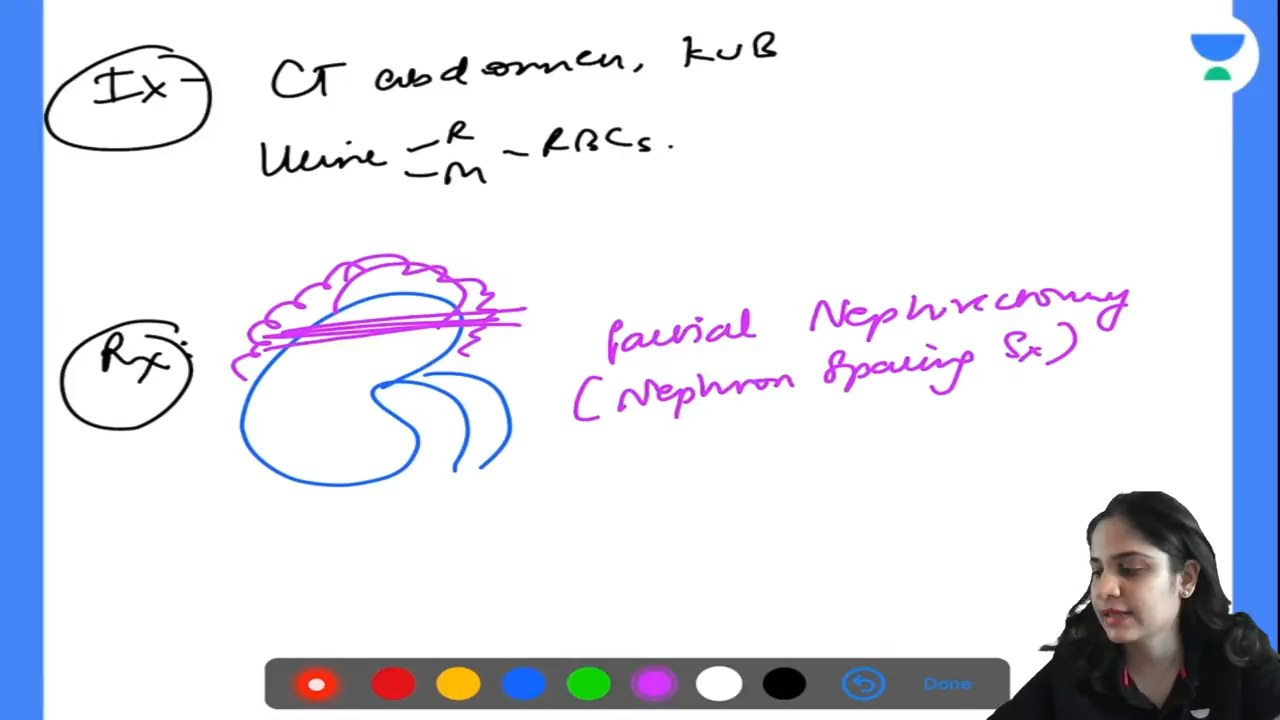 Ix
CT abdomen, KUB
Urine - R
- M - RBCs.
Rx
Partial Nephrectomy
(Nephron Sparing Sx)
Done